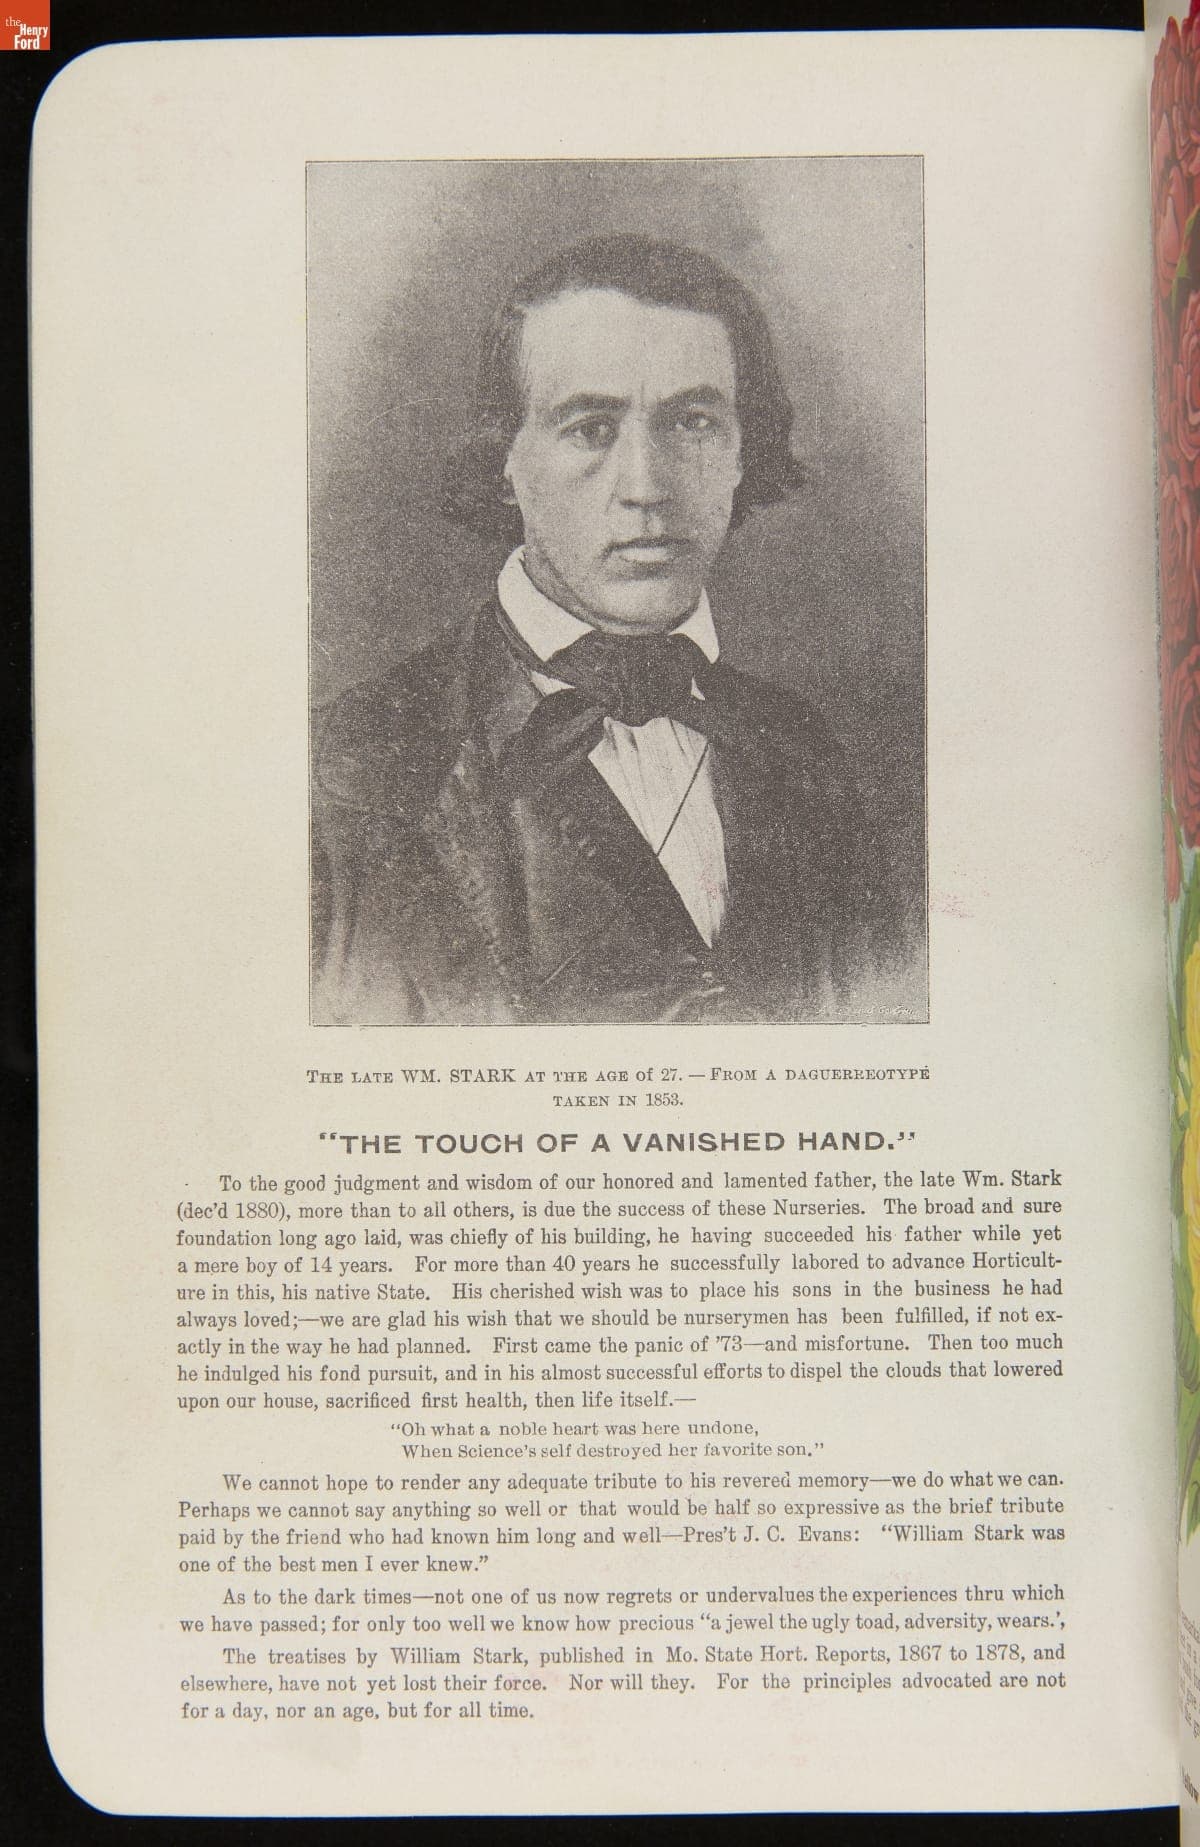 the
Henry
Ford
THE LATE WM. STARK AT THE AGE of 27. — FROM A DAGUERREOTYPE
TAKEN IN 1853.
"THE TOUCH OF A VANISHED HAND."
To the good judgment and wisdom of our honored and lamented father, the late Wm. Stark
(dec'd 1880), more than to all others, is due the success of these Nurseries. The broad and sure
foundation long ago laid, was chiefly of his building, he having succeeded his father while yet
a mere boy of 14 years. For more than 40 years he successfully labored to advance Horticult-
ure in this, his native State. His cherished wish was to place his sons in the business he had
always loved;—we are glad his wish that we should be nurserymen has been fulfilled, if not ex-
actly in the way he had planned. First came the panic of '73—and misfortune. Then too much
he indulged his fond pursuit, and in his almost successful efforts to dispel the clouds that lowered
upon our house, sacrificed first health, then life itself.—
"Oh what a noble heart was here undone,
When Science's self destroyed her favorite son."
We cannot hope to render any adequate tribute to his revered memory—we do what we can.
Perhaps we cannot say anything so well or that would be half so expressive as the brief tribute
paid by the friend who had known him long and well—Pres't J. C. Evans: "William Stark was
one of the best men I ever knew."
As to the dark times—not one of us now regrets or undervalues the experiences thru which
we have passed; for only too well we know how precious "a jewel the ugly toad, adversity, wears.',
The treatises by William Stark, published in Mo. State Hort. Reports, 1867 to 1878, and
elsewhere, have not yet lost their force. Nor will they. For the principles advocated are not
for a day, nor an age, but for all time.